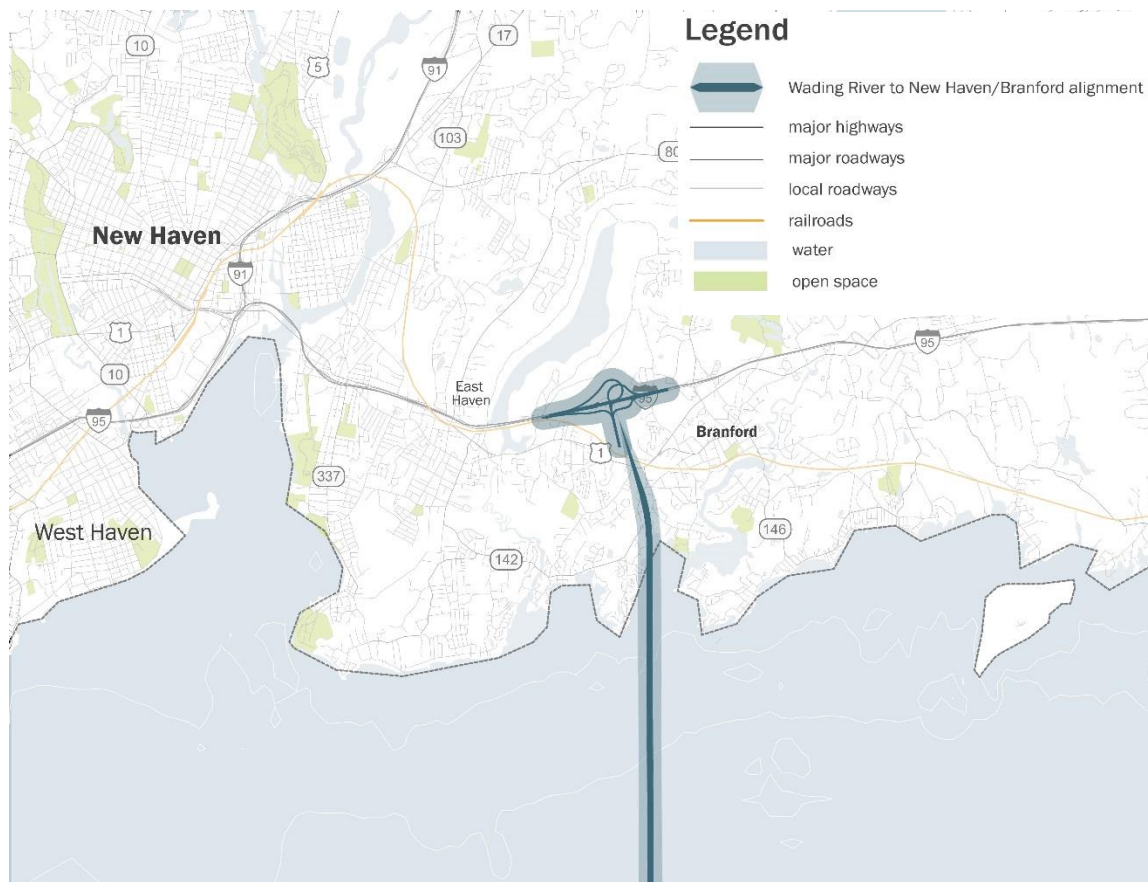 Legend
Wading River to New Haven/Branford alignment
major highways
major roadways
local roadways
railroads
water
open space
10
17
5
91
103
80
New Haven
91
1
10
95
95
East
Haven
95
Branford
1
337
West Haven
142
146